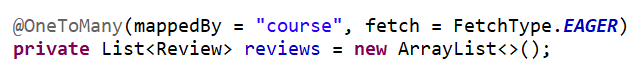 @OneToMany(mappedBy = "course", fetch = FetchType.EAGER)
private List<Review> reviews = new ArrayList<>();